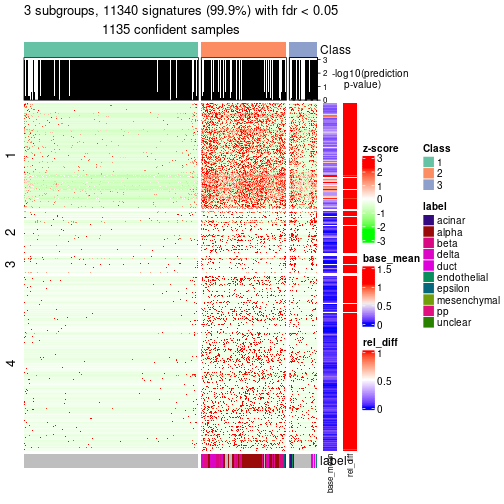 3 subgroups, 11340 signatures (99.9%) with fdr < 0.05
1135 confident samples
Class
3
2
1
0
-log10(prediction
p-value)
1
2
3
4
z-score
3
2
1
0
-1
-2
-3
base_mean
1.5
1
0.5
0
rel_diff
1
0.5
0
Class
1
2
3
label
acinar
alpha
beta
delta
duct
endothelial
epsilon
mesenchymal
pp
unclear
label
base_mean
rel_diff